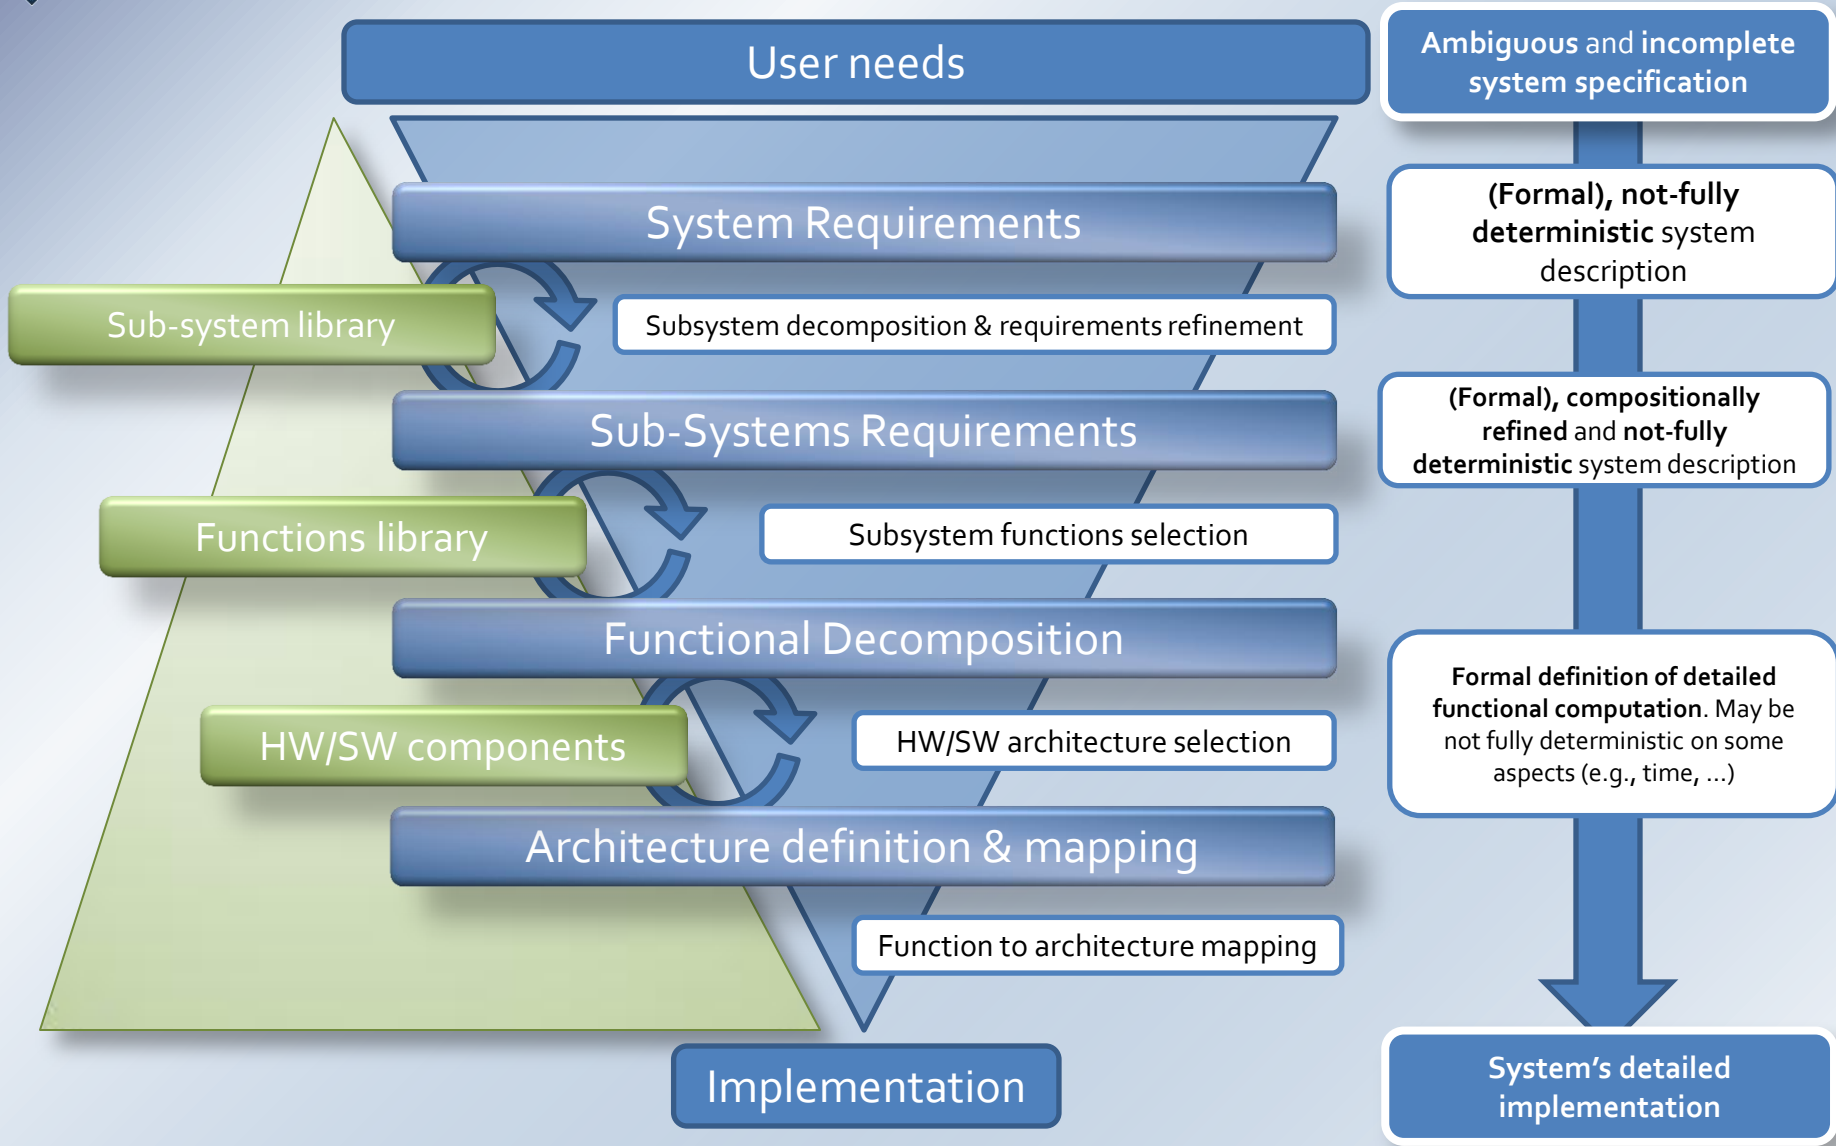 User needs
Ambiguous and incomplete
system specification
System Requirements
(Formal), not-fully
deterministic system
description
Sub-system library
Subsystem decomposition & requirements refinement
Sub-Systems Requirements
(Formal), compositionally
refined and not-fully
deterministic system description
Functions library
Subsystem functions selection
Functional Decomposition
Formal definition of detailed
functional computation. May be
not fully deterministic on some
aspects (e.g., time, ...)
HW/SW components
HW/SW architecture selection
Architecture definition & mapping
Function to architecture mapping
Implementation
System’s detailed
implementation